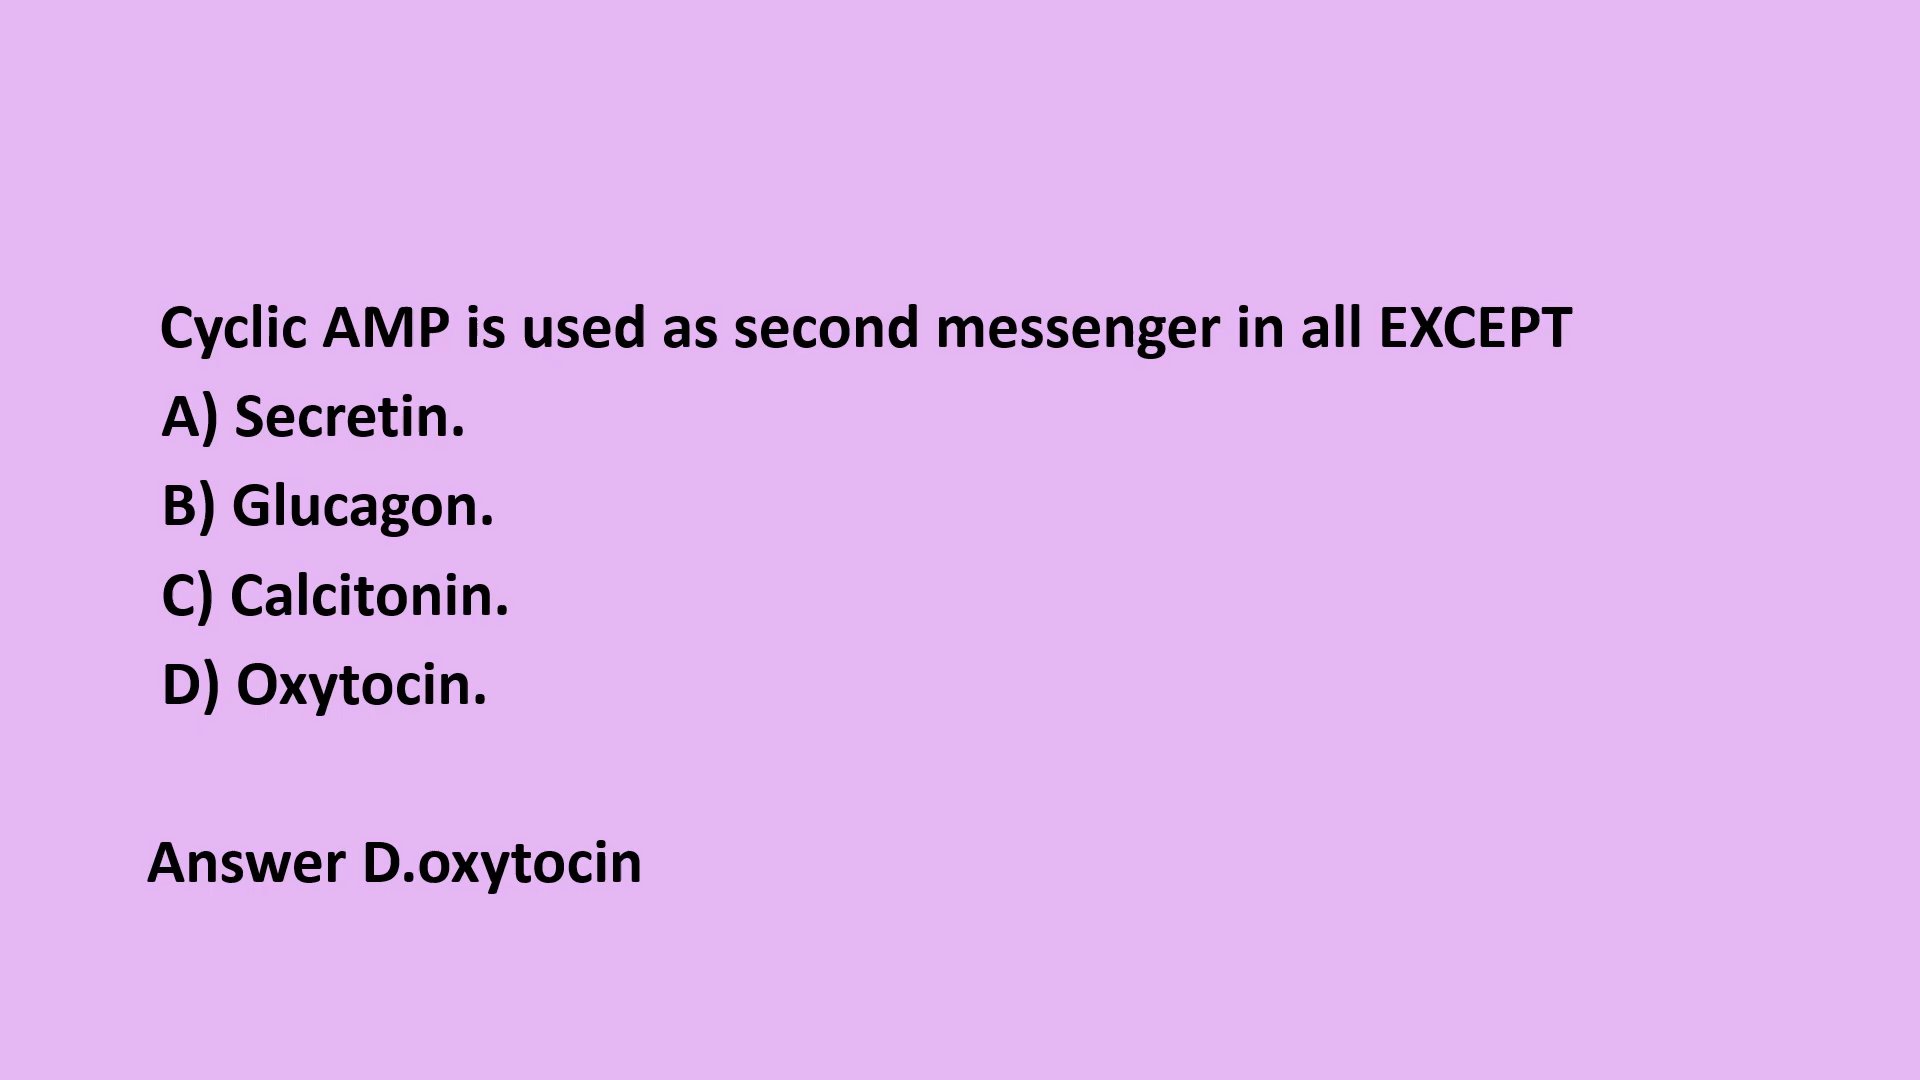 Cyclic AMP is used as second messenger in all EXCEPT
A) Secretin.
B) Glucagon.
C) Calcitonin.
D) Oxytocin.
Answer D.oxytocin